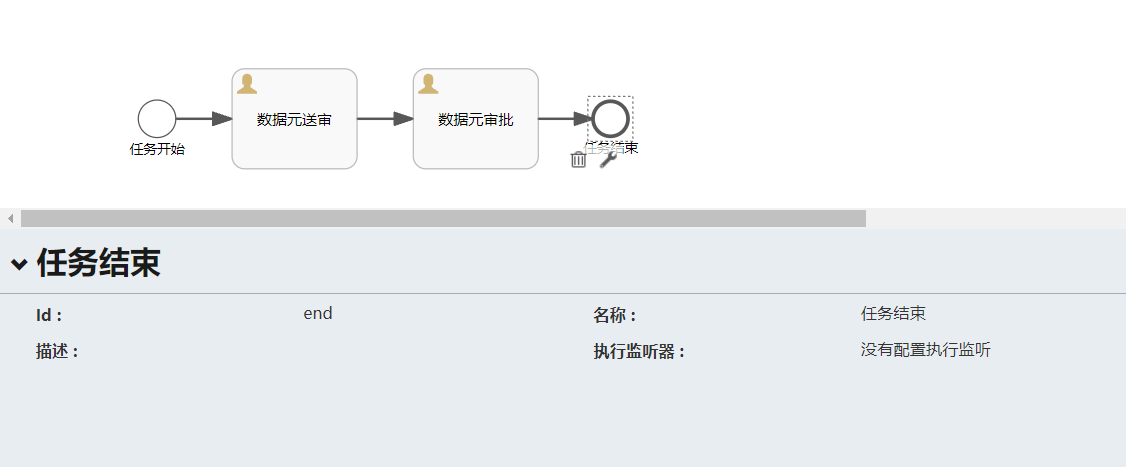 数据元送审
数据元审批
任务开始
任务结束
任务结束
Id：
end
名称：
任务结束
描述：
执行监听器：
没有配置执行监听